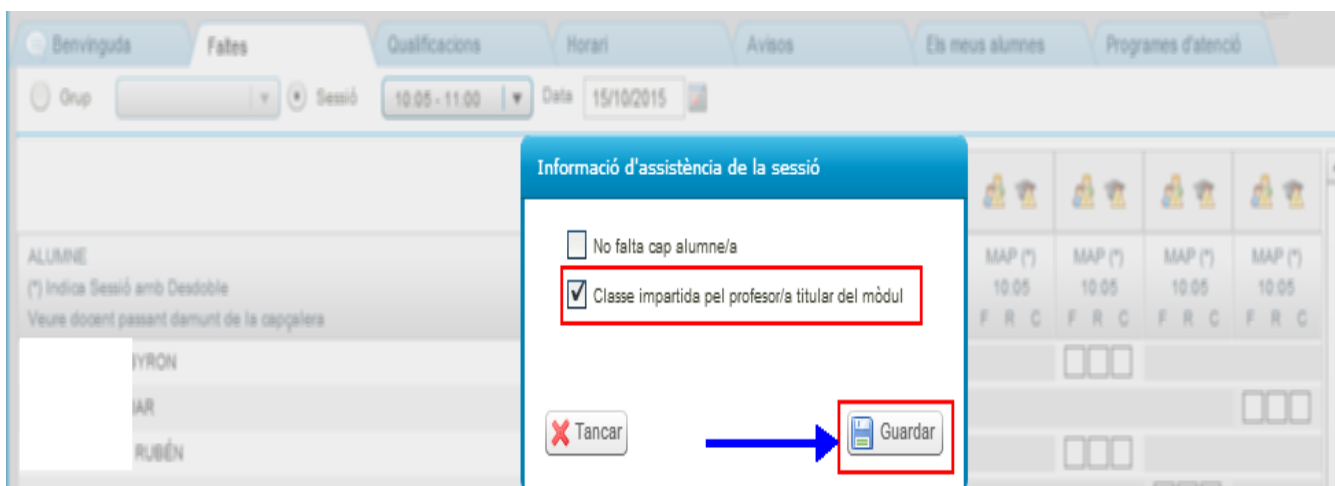 Benvinguda Faltes Qualificacions Horari Avisos Els meus alumnes Programes d'atenció
Grup Sessió 10:05 - 11:00 Data 15/10/2015
Informació d'assistència de la sessió
No falta cap alumne/a
Classe impartida pel profesor/a titular del mòdul
Tancar Guardar
ALUMNE
(*) Indica Sessió amb Desdoble
Veure docent passant damunt de la capçalera
MAP (*) MAP (*) MAP (*) MAP (*)
10:05 10:05 10:05 10:05
F R C F R C F R C F R C
BYRON
RUBÉN